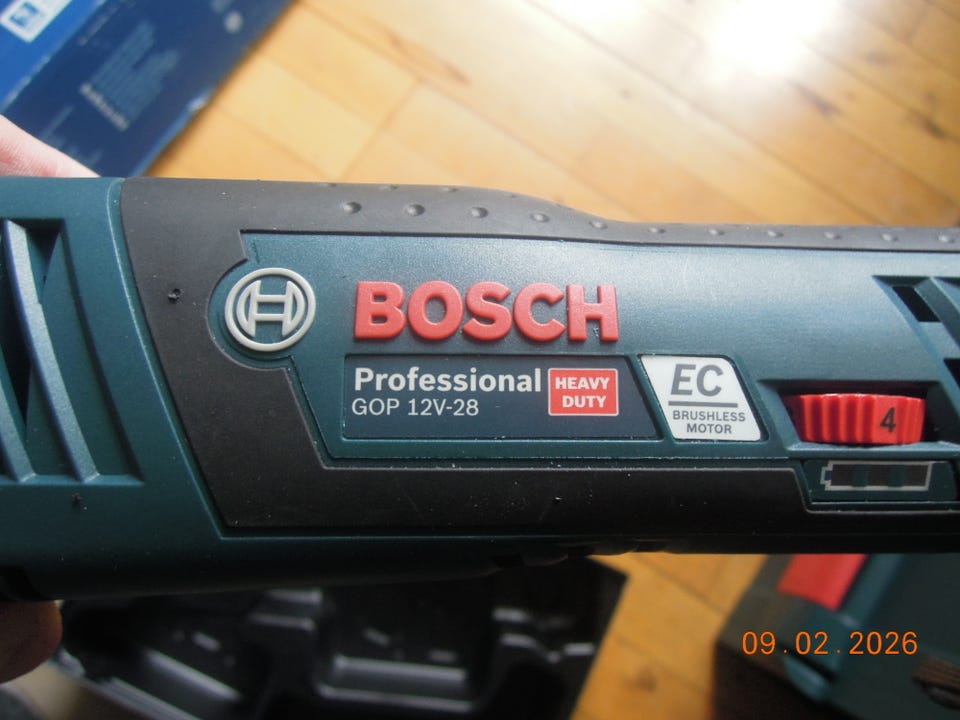 BOSCH
Professional
HEAVY
DUTY
GOP 12V-28
EC
BRUSHLESS
MOTOR
4
09.02.2026